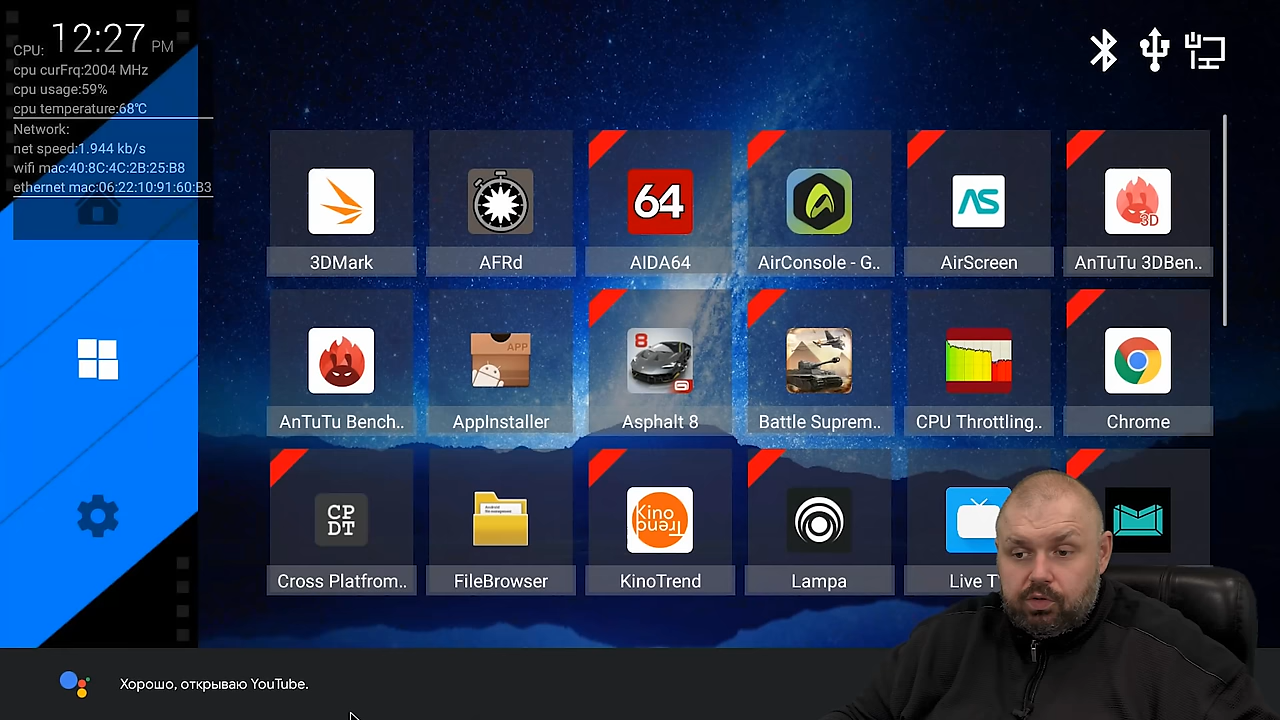 12:27 PM
CPU:
cpu curFrq:2004 MHz
cpu usage:59%
cpu temperature:68℃
Network:
net speed:1.944 kb/s
wifi mac:40:8C:4C:2B:25:B8
ethernet mac:06:22:10:91:60:B3
64
AS
3D
3DMark
AFRd
AIDA64
AirConsole - G..
AirScreen
AnTuTu 3DBen..
APP
8
AnTuTu Bench..
AppInstaller
Asphalt 8
Battle Suprem..
CPU Throttling..
Chrome
CP
DT
Kino
Trend
Cross Platfrom..
FileBrowser
KinoTrend
Lampa
Live T
Хорошо, открываю YouTube.